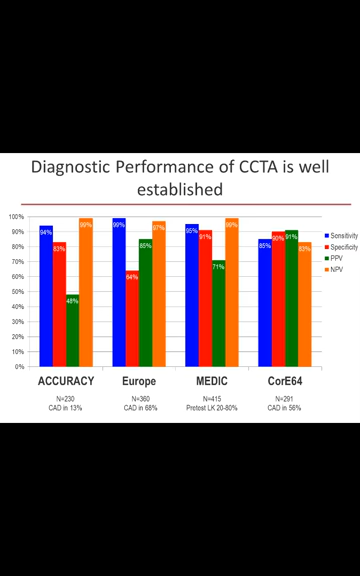 Diagnostic Performance of CCTA is well
established
100%
90%
80%
70%
60%
50%
40%
30%
20%
10%
0%
94%
83%
48%
99%
99%
64%
85%
97%
95%
91%
71%
99%
85%
90%
91%
83%
Sonsitivity
Specificity
PPV
NPV
ACCURACY
Europe
MEDIC
CorE64
N=230
CAD in 13%
N=360
CAD in 68%
N=415
Pretest LK 20-80%
N=291
CAD in 56%